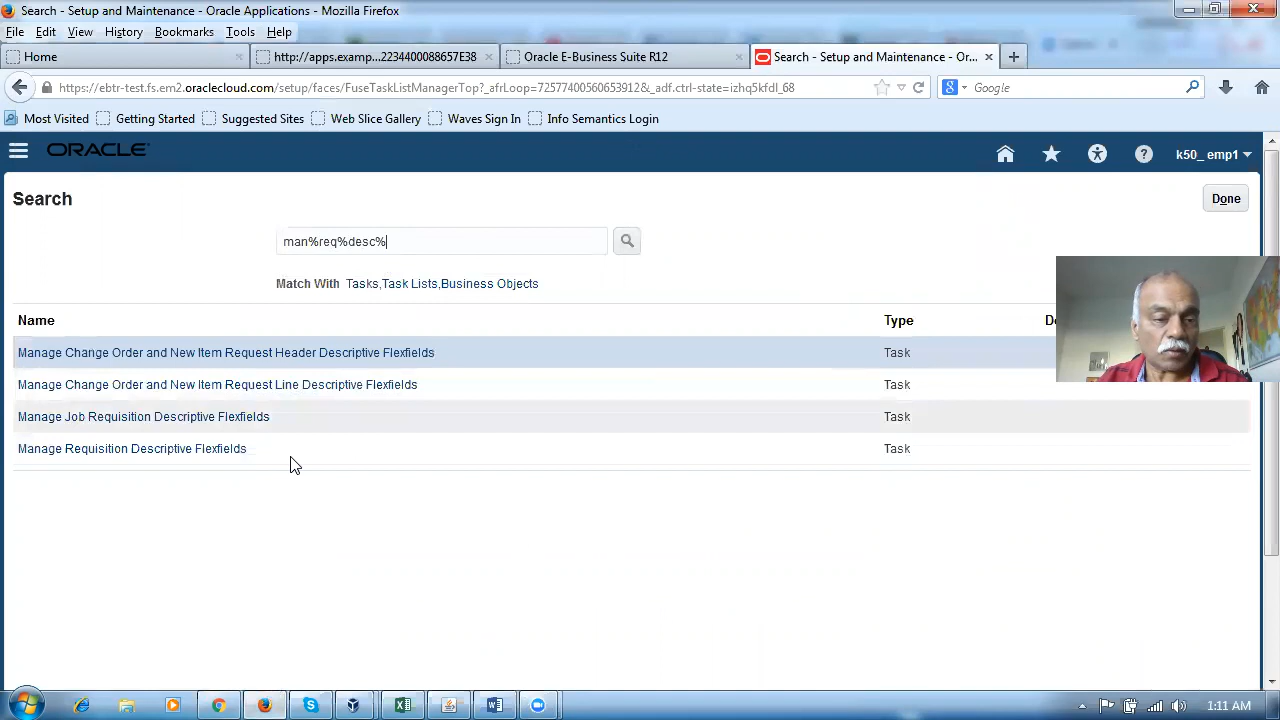 Search - Setup and Maintenance - Oracle Applications - Mozilla Firefox
File Edit View History Bookmarks Tools Help
Home
http://apps.examp...2234400088657E38
Oracle E-Business Suite R12
Search - Setup and Maintenance - Or...
https://ebtr-test.fs.em2.oraclecloud.com/setup/faces/FuseTaskListManagerTop?_afrLoop=7257740056065391​2&_adf.ctrl-state=izhq5kfdl_68
Google
Most Visited Getting Started Suggested Sites Web Slice Gallery Waves Sign In Info Semantics Location
ORACLE
k50_ emp1
Search
Done
man%req%desc%
Match With Tasks,Task Lists,Business Objects
Name Type
Manage Change Order and New Item Request Header Descriptive Flexfields Task
Manage Change Order and New Item Request Line Descriptive Flexfields Task
Manage Job Requisition Descriptive Flexfields Task
Manage Requisition Descriptive Flexfields Task
1:11 AM